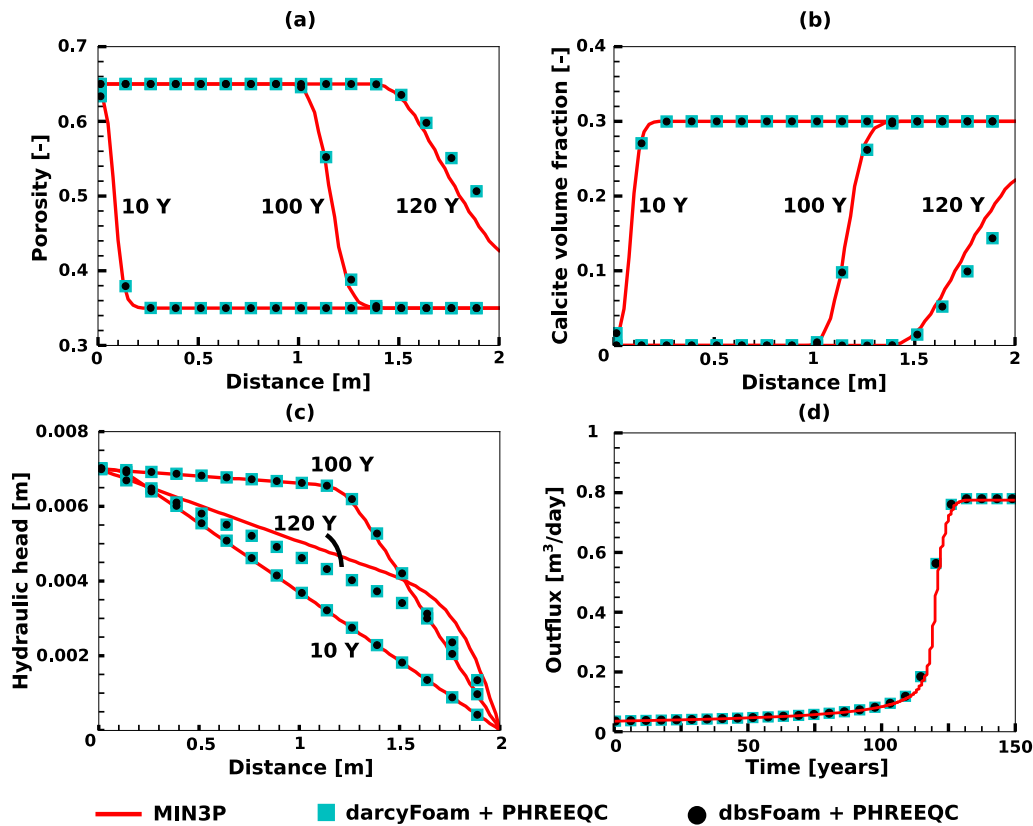 (a)
0.7
0.6
0.5
0.4
0.3
Porosity [-]
10 Y
100 Y
120 Y
0
0.5
1
1.5
2
Distance [m]
(b)
0.4
0.3
0.2
0.1
0
Calcite volume fraction [-]
10 Y
100 Y
120 Y
0
0.5
1
1.5
2
Distance [m]
(c)
0.008
0.006
0.004
0.002
0
Hydraulic head [m]
100 Y
120 Y
10 Y
0.5
1
1.5
2
Distance [m]
(d)
1
0.8
0.6
0.4
0.2
0
Outflux [m³/day]
0
50
100
150
Time [years]
MIN3P
darcyFoam + PHREEQC
dbsFoam + PHREEQC